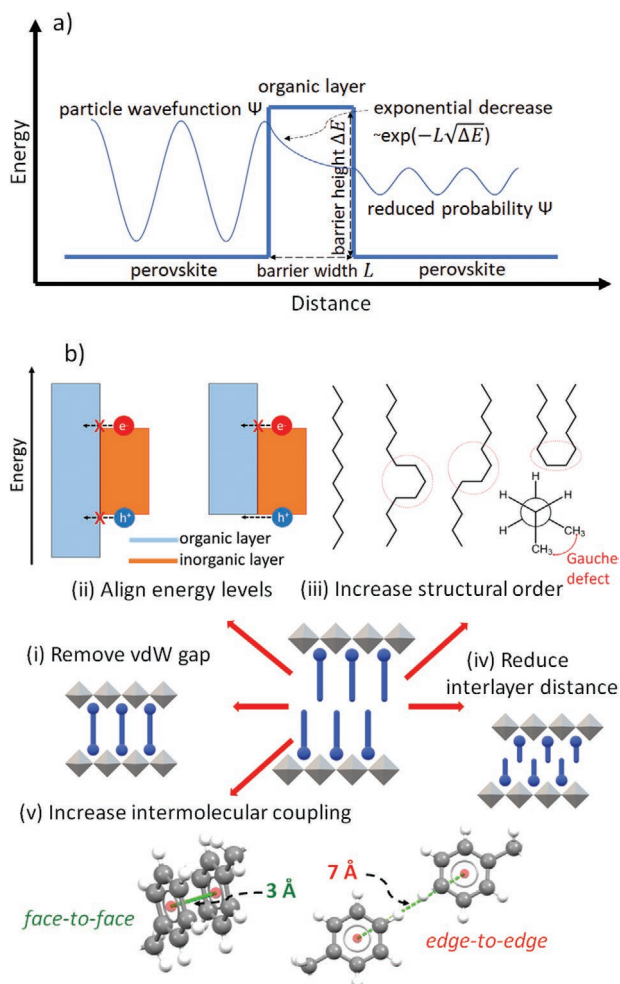 a)
Energy
organic layer
particle wavefunction Ψ
exponential decrease
~exp(−L√ΔE)
barrier height ΔE
reduced probability Ψ
perovskite
barrier width L
perovskite
Distance
b)
Energy
e⁻
h⁺
e⁻
h⁺
organic layer
inorganic layer
(ii) Align energy levels
H
H
H
H
CH₃
CH₃
Gauche
defect
(iii) Increase structural order
(i) Remove vdW gap
(iv) Reduce
interlayer distance
(v) Increase intermolecular coupling
3 Å
face-to-face
7 Å
edge-to-edge